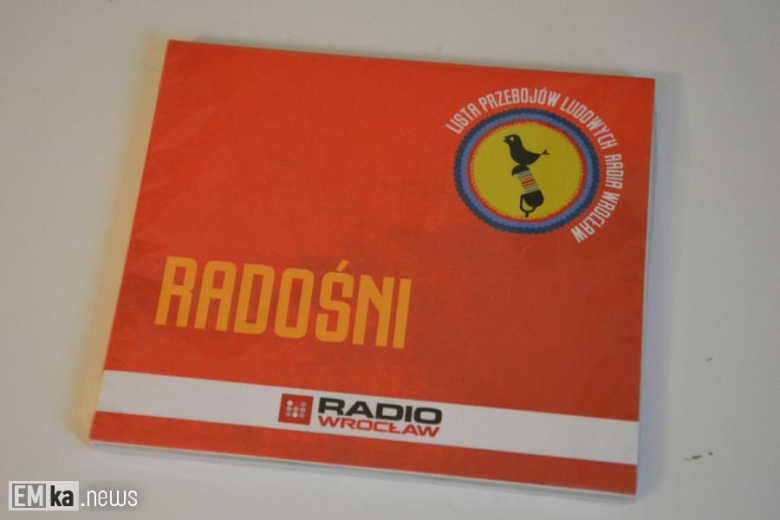 LISTA PRZEBOJÓW LUDOWYCH RADIA WROCŁAW
RADOŚNI
RADIO
WROCŁAW
EMka.news